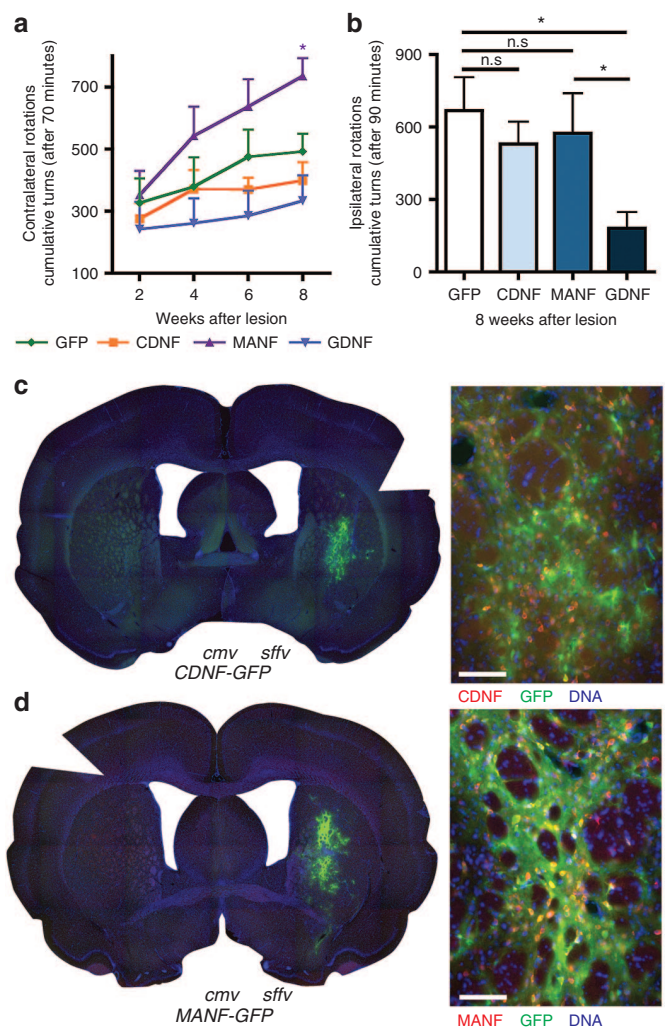 a
Contralateral rotations
cumulative turns (after 70 minutes)
700
500
300
100
*
2 4 6 8
Weeks after lesion
GFP CDNF MANF GDNF
b
Ipsilateral rotations
cumulative turns (after 90 minutes)
900
600
300
0
*
n.s
n.s
*
GFP CDNF MANF GDNF
8 weeks after lesion
c
cmv sffv
CDNF-GFP
CDNF GFP DNA
d
cmv sffv
MANF-GFP
MANF GFP DNA